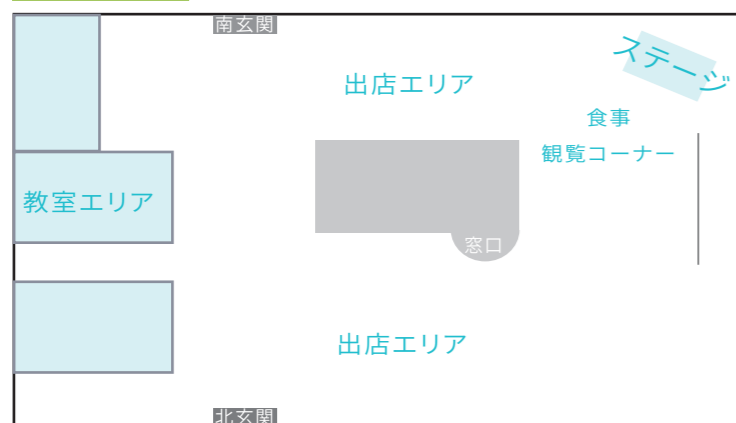 南玄関
ステージ
出店エリア
食事
観覧コーナー
教室エリア
窓口
出店エリア
北玄関